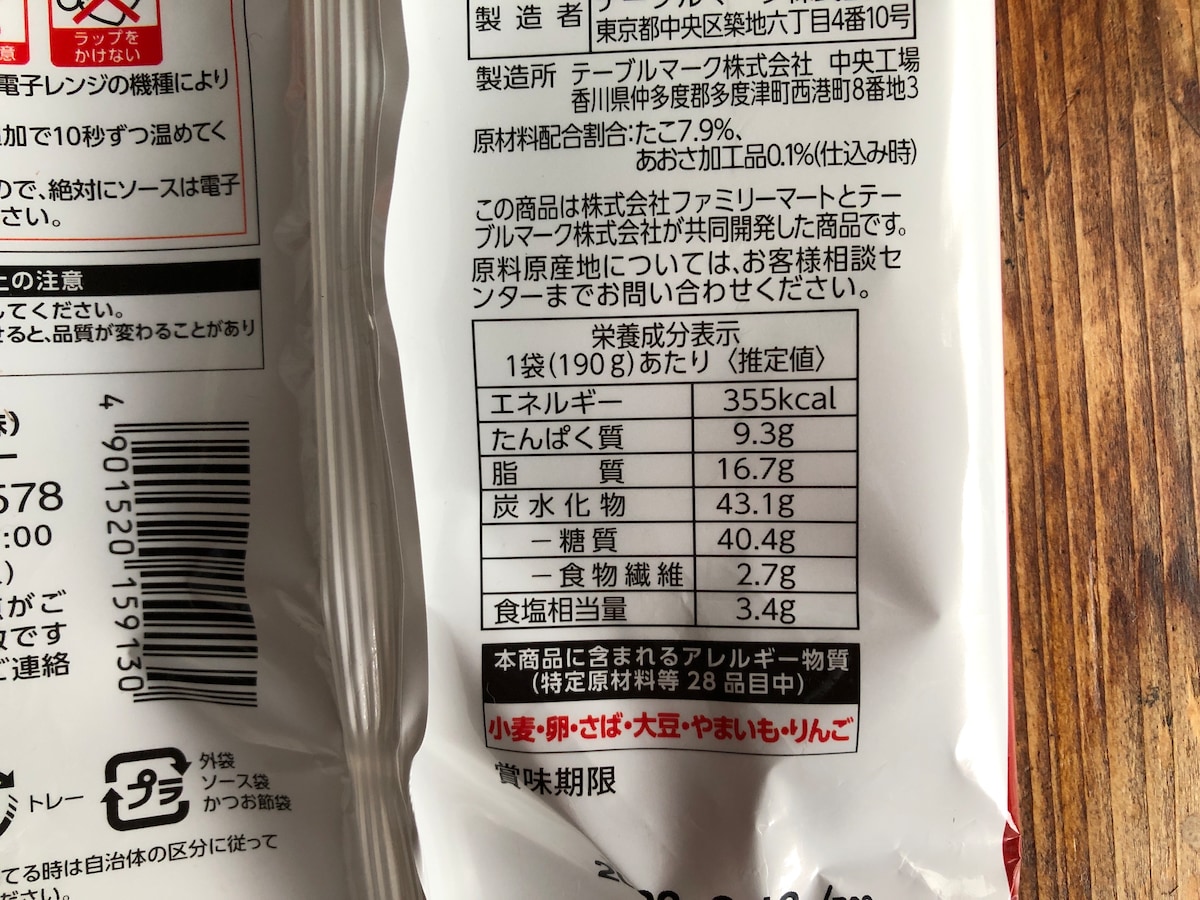 意
ラップを
かけない
電子レンジの機種により
加で10秒ずつ温めてく
ので、絶対にソースは電子
さい。
上の注意
してください。
せると、品質が変わることがあり
味)
578
:00
がご
です
ご連絡
4 901520 159130
トレー
プラ
外袋
ソース袋
かつお節袋
てる時は自治体の区分に従って
ださい)。
製造者
テーブルマーク株式会社
東京都中央区築地六丁目4番10号
製造所 テーブルマーク株式会社 中央工場
香川県仲多度郡多度津町西港町8番地3
原材料配合割合:たこ7.9%、
あおさ加工品0.1%(仕込み時)
この商品は株式会社ファミリーマートとテー
ブルマーク株式会社が共同開発した商品です。
原料原産地については、お客様相談セ
ンターまでお問い合わせください。
栄養成分表示
1袋(190g)あたり〈推定値〉
エネルギー 355kcal
たんぱく質 9.3g
脂質 16.7g
炭水化物 43.1g
−糖質 40.4g
−食物繊維 2.7g
食塩相当量 3.4g
本商品に含まれるアレルギー物質
(特定原材料等28品目中)
小麦・卵・さば・大豆・やまいも・りんご
賞味期限